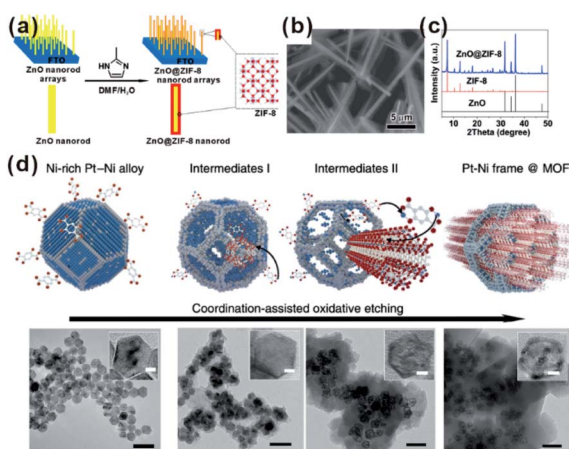 (a)
FTO
ZnO nanorod
arrays
DMF/H₂O
FTO
ZnO@ZIF-8
nanorod arrays
ZIF-8
ZnO nanorod
ZnO@ZIF-8 nanorod
(b)
5 μm
(c)
Intensity (a.u.)
ZnO@ZIF-8
ZIF-8
ZnO
10 20 30 40 50
2Theta (degree)
(d)
Ni-rich Pt–Ni alloy
Intermediates I
Intermediates II
Pt-Ni frame @ MOF
Coordination-assisted oxidative etching